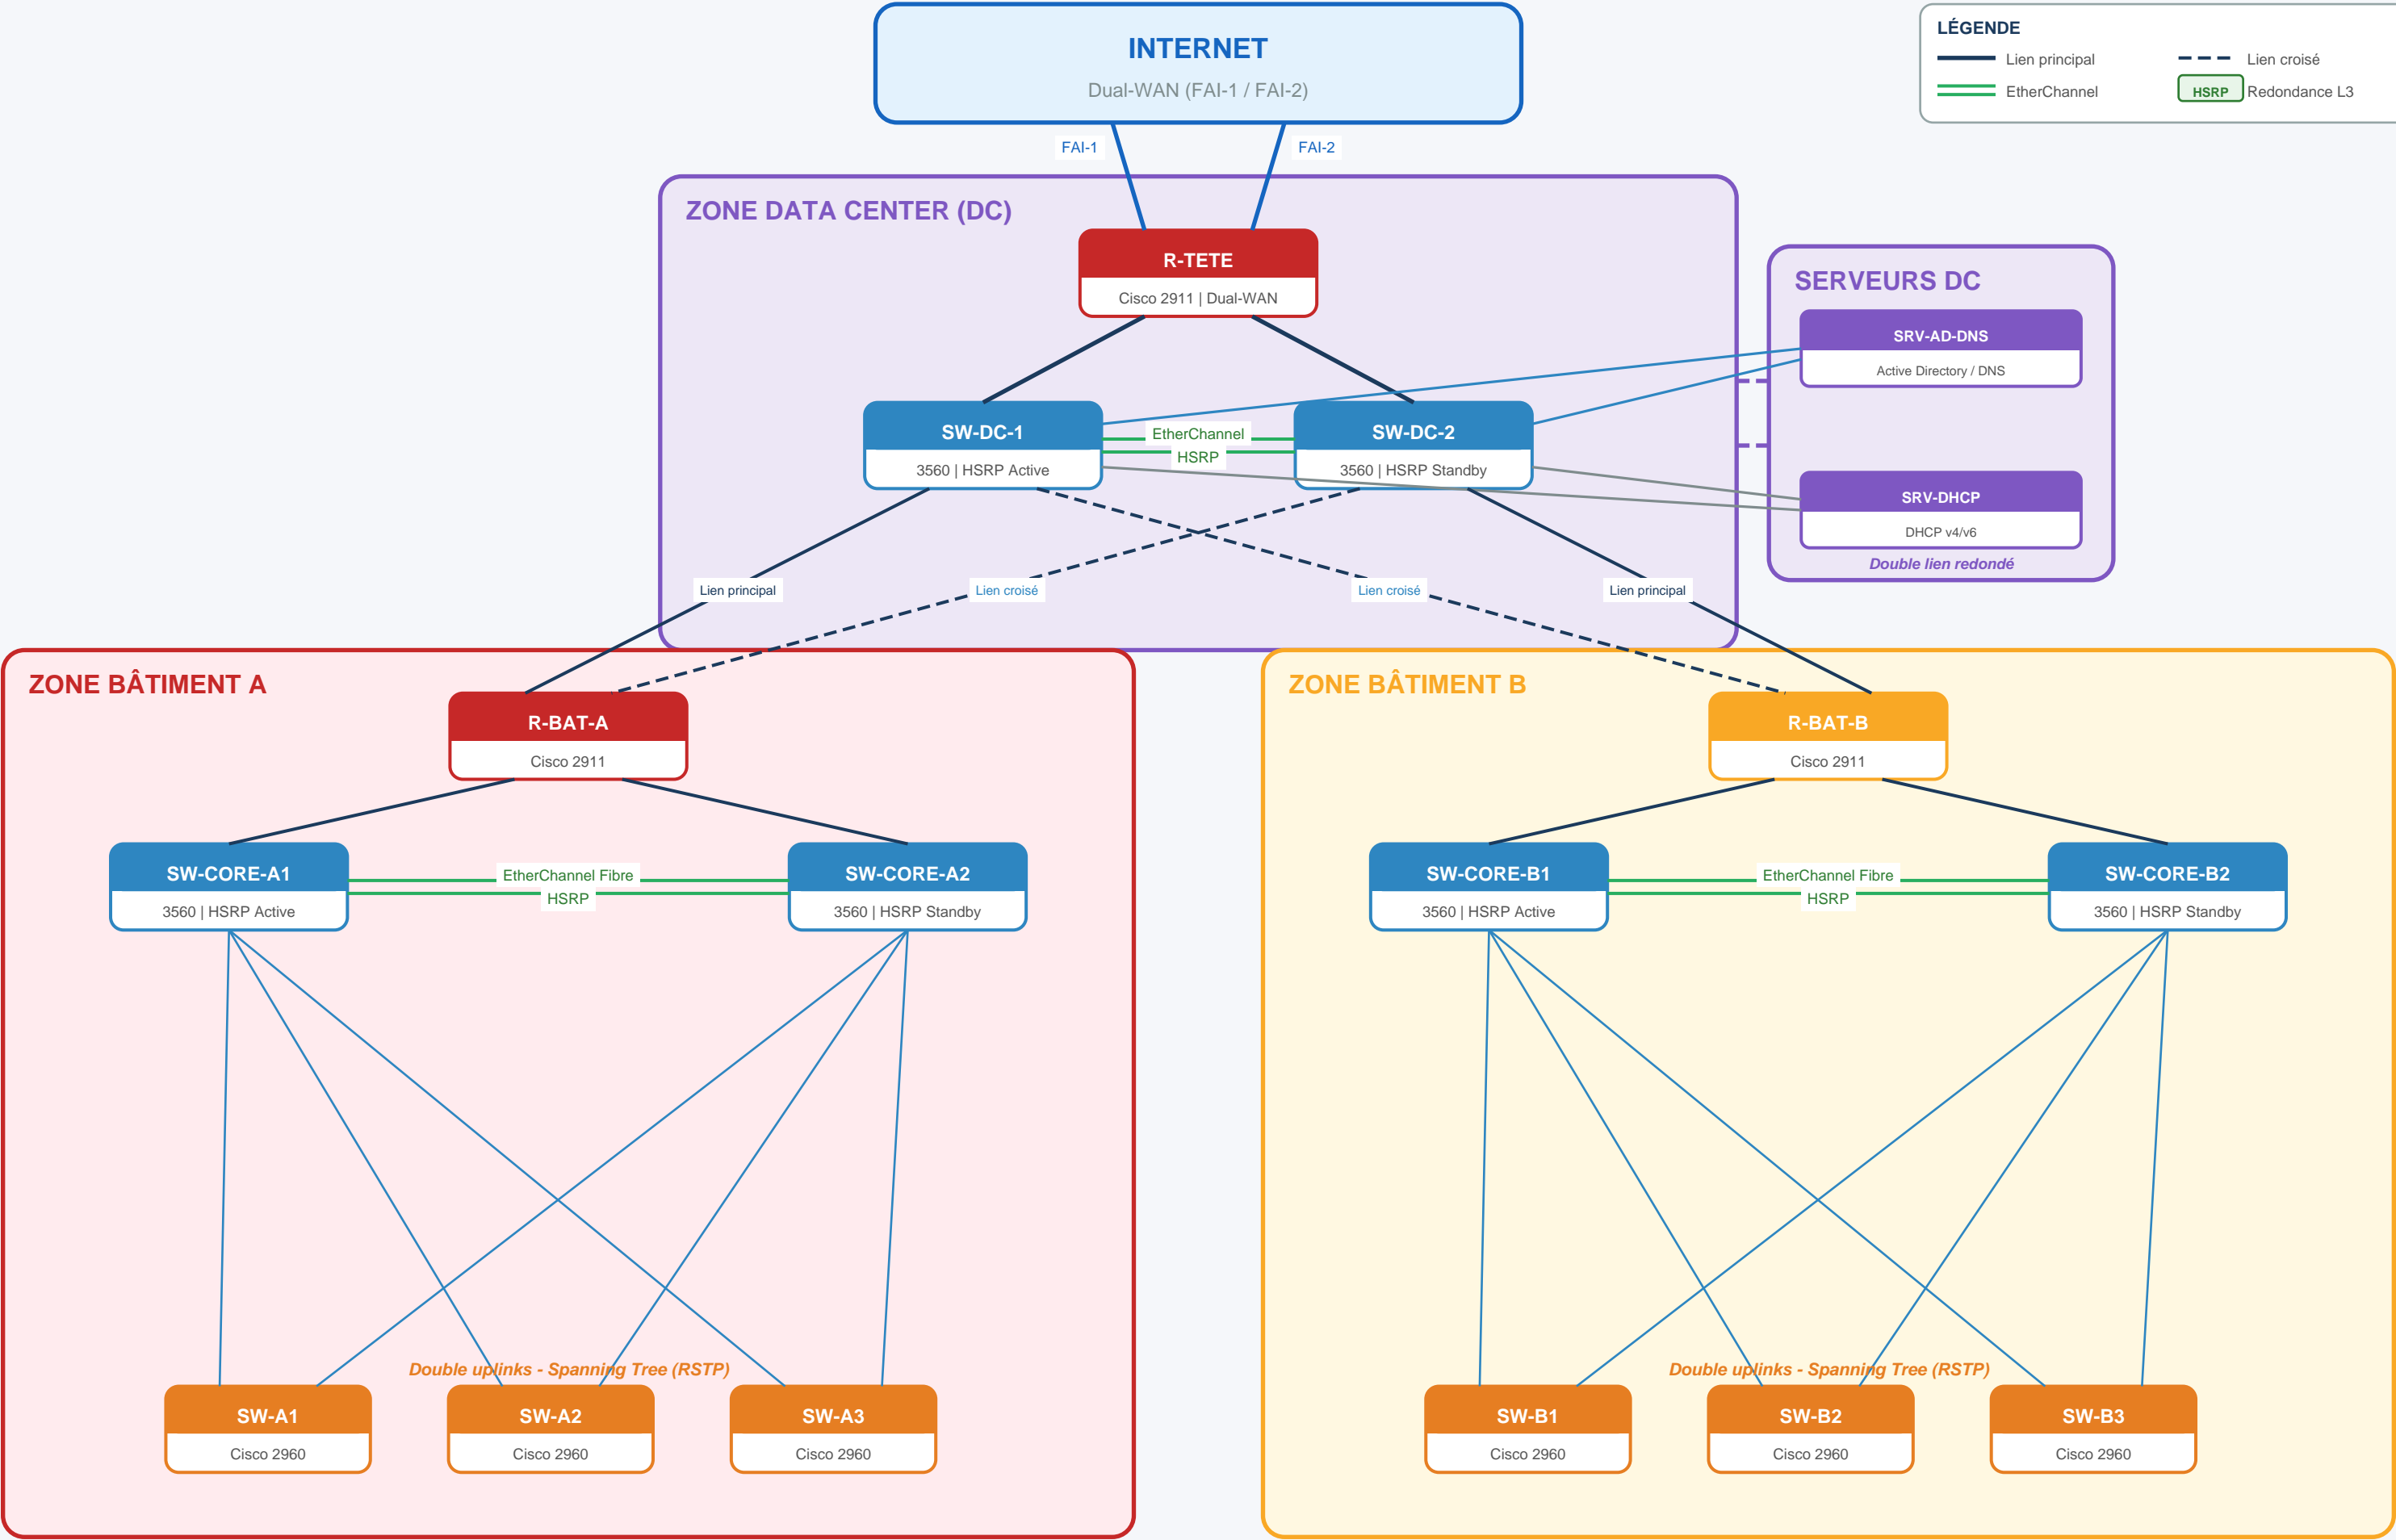 INTERNET
Dual-WAN (FAI-1 / FAI-2)
LÉGENDE
Lien principal
Lien croisé
EtherChannel
HSRP
Redondance L3
FAI-1
FAI-2
ZONE DATA CENTER (DC)
R-TETE
Cisco 2911 | Dual-WAN
SERVEURS DC
SRV-AD-DNS
Active Directory / DNS
SW-DC-1
3560 | HSRP Active
EtherChannel
HSRP
SW-DC-2
3560 | HSRP Standby
SRV-DHCP
DHCP v4/v6
Double lien redondé
Lien principal
Lien croisé
Lien croisé
Lien principal
ZONE BÂTIMENT A
R-BAT-A
Cisco 2911
SW-CORE-A1
3560 | HSRP Active
EtherChannel Fibre
HSRP
SW-CORE-A2
3560 | HSRP Standby
Double uplinks - Spanning Tree (RSTP)
SW-A1
Cisco 2960
SW-A2
Cisco 2960
SW-A3
Cisco 2960
ZONE BÂTIMENT B
R-BAT-B
Cisco 2911
SW-CORE-B1
3560 | HSRP Active
EtherChannel Fibre
HSRP
SW-CORE-B2
3560 | HSRP Standby
Double uplinks - Spanning Tree (RSTP)
SW-B1
Cisco 2960
SW-B2
Cisco 2960
SW-B3
Cisco 2960